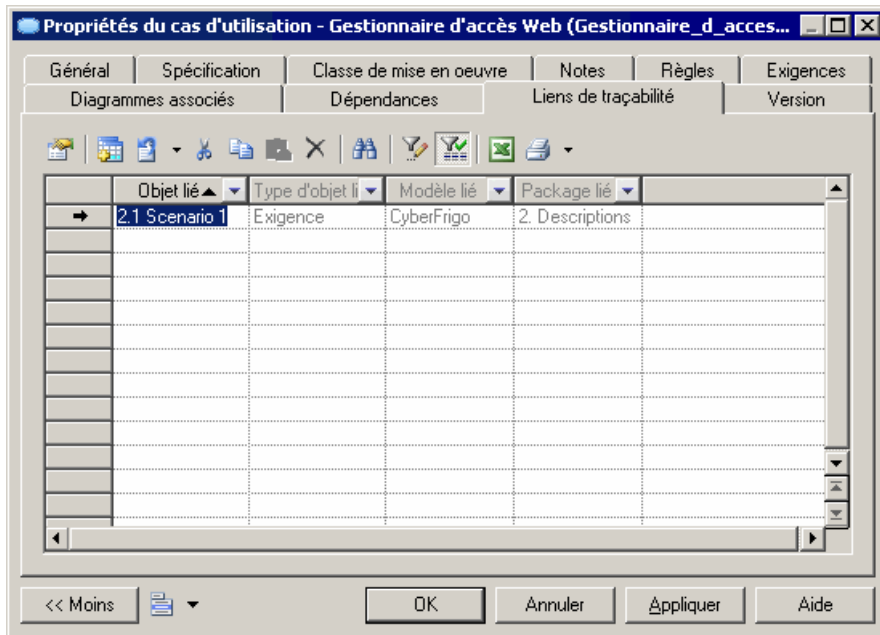 Propriétés du cas d'utilisation - Gestionnaire d'accès Web (Gestionnaire_d_acces...
Général Spécification Classe de mise en oeuvre Notes Règles Exigences
Diagrammes associés Dépendances Liens de traçabilité Version
Objet lié Type d'objet li Modèle lié Package lié
2.1 Scenario 1 Exigence CyberFrigo 2. Descriptions
<< Moins OK Annuler Appliquer Aide